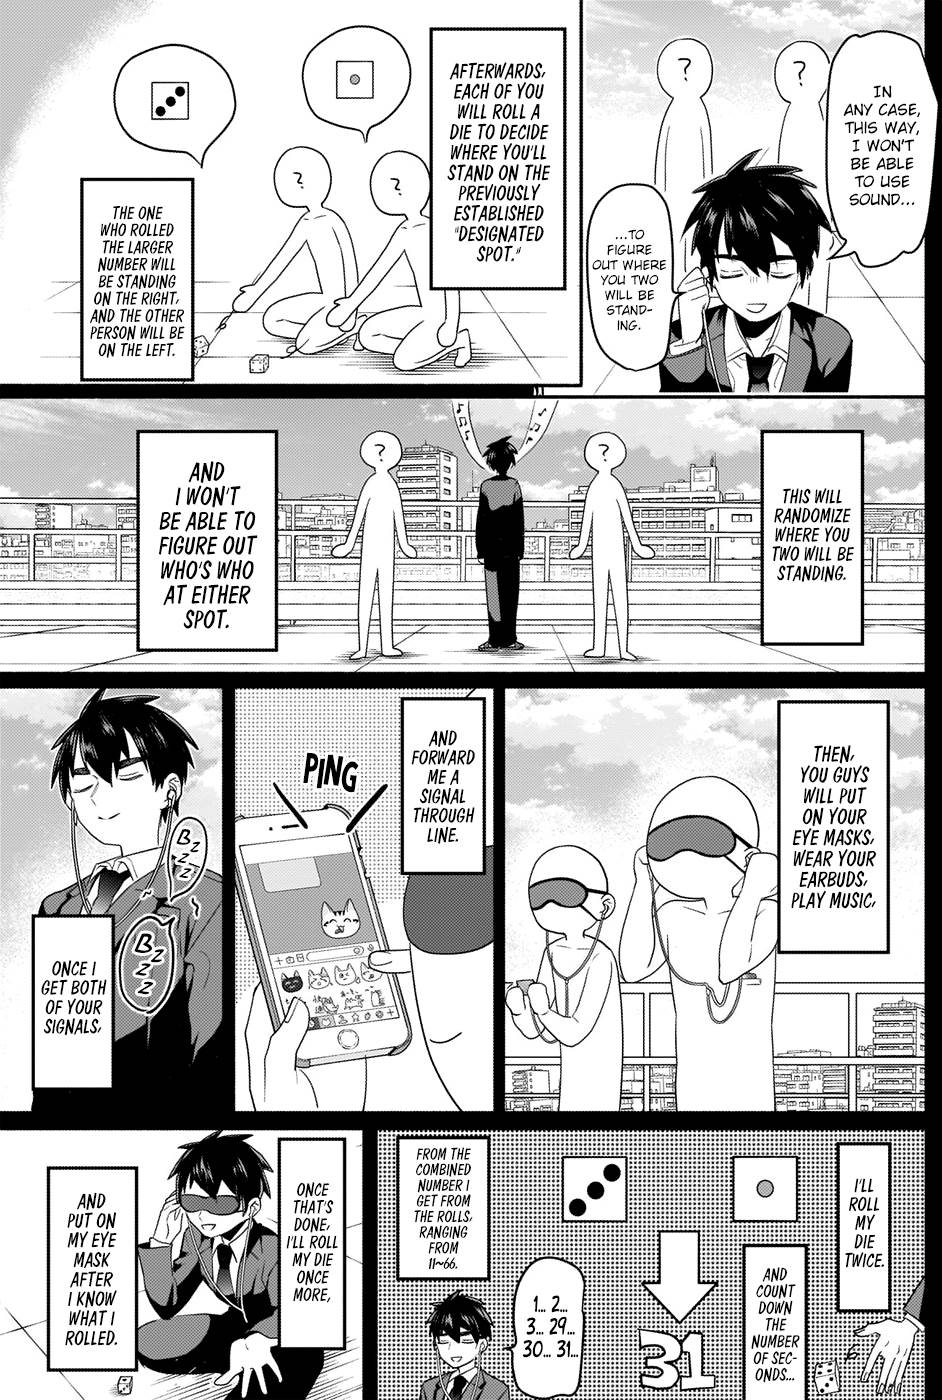 IN
ANY CASE,
THIS WAY,
I WON'T
BE ABLE
TO USE
SOUND...
?
?
...TO
FIGURE
OUT WHERE
YOU TWO
WILL BE
STAND-
ING.
AFTERWARDS,
EACH OF YOU
WILL ROLL A
DIE TO DECIDE
WHERE YOU'LL
STAND ON THE
PREVIOUSLY
ESTABLISHED
"DESIGNATED
SPOT."
?
?
THE ONE
WHO ROLLED
THE LARGER
NUMBER WILL
BE STANDING
ON THE RIGHT,
AND THE OTHER
PERSON WILL BE
ON THE LEFT.
THIS WILL
RANDOMIZE
WHERE YOU
TWO WILL BE
STANDING.
?
?
AND
I WON'T
BE ABLE TO
FIGURE OUT
WHO'S WHO
AT EITHER
SPOT.
THEN,
YOU GUYS
WILL PUT
ON YOUR
EYE MASKS,
WEAR YOUR
EARBUDS,
PLAY MUSIC,
AND
FORWARD
ME A
SIGNAL
THROUGH
LINE.
PING
BZZZ
BZZZ
ONCE I
GET BOTH
OF YOUR
SIGNALS,
I'LL
ROLL
MY DIE
TWICE.
AND
COUNT
DOWN
THE
NUMBER
OF SEC-
ONDS...
31
FROM THE
COMBINED
NUMBER I
GET FROM
THE ROLLS,
RANGING
FROM
11~66.
1... 2...
3... 29...
30... 31...
ONCE
THAT'S
DONE,
I'LL ROLL
MY DIE
ONCE
MORE,
AND
PUT ON
MY EYE
MASK
AFTER
I KNOW
WHAT I
ROLLED.